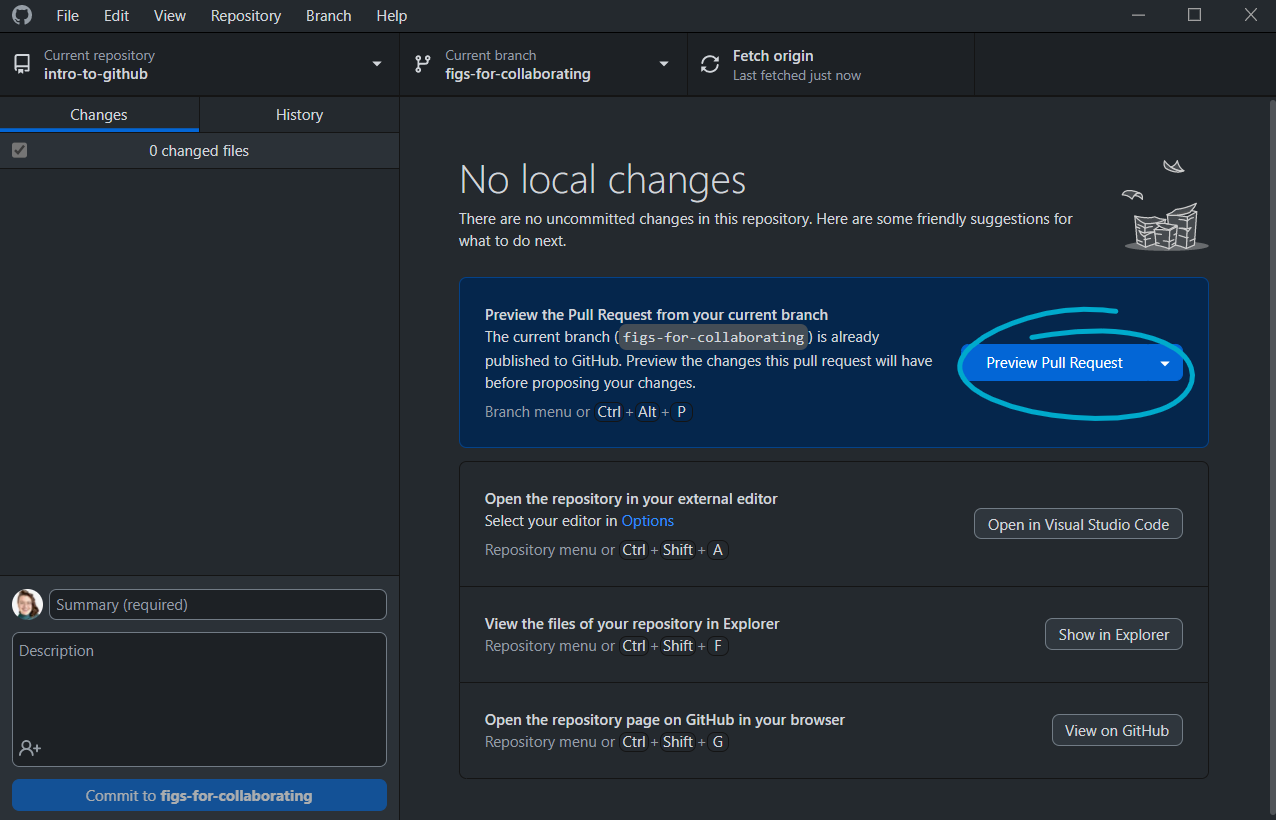 File Edit View Repository Branch Help
Current repository
intro-to-github
Current branch
figs-for-collaborating
Fetch origin
Last fetched just now
Changes
History
0 changed files
No local changes
There are no uncommitted changes in this repository. Here are some friendly suggestions for
what to do next.
Preview the Pull Request from your current branch
The current branch (figs-for-collaborating) is already
published to GitHub. Preview the changes this pull request will have
before proposing your changes.
Branch menu or Ctrl + Alt + P
Preview Pull Request
Open the repository in your external editor
Select your editor in Options
Repository menu or Ctrl + Shift + A
Open in Visual Studio Code
View the files of your repository in Explorer
Repository menu or Ctrl + Shift + F
Show in Explorer
Open the repository page on GitHub in your browser
Repository menu or Ctrl + Shift + G
View on GitHub
Summary (required)
Description
Commit to figs-for-collaborating